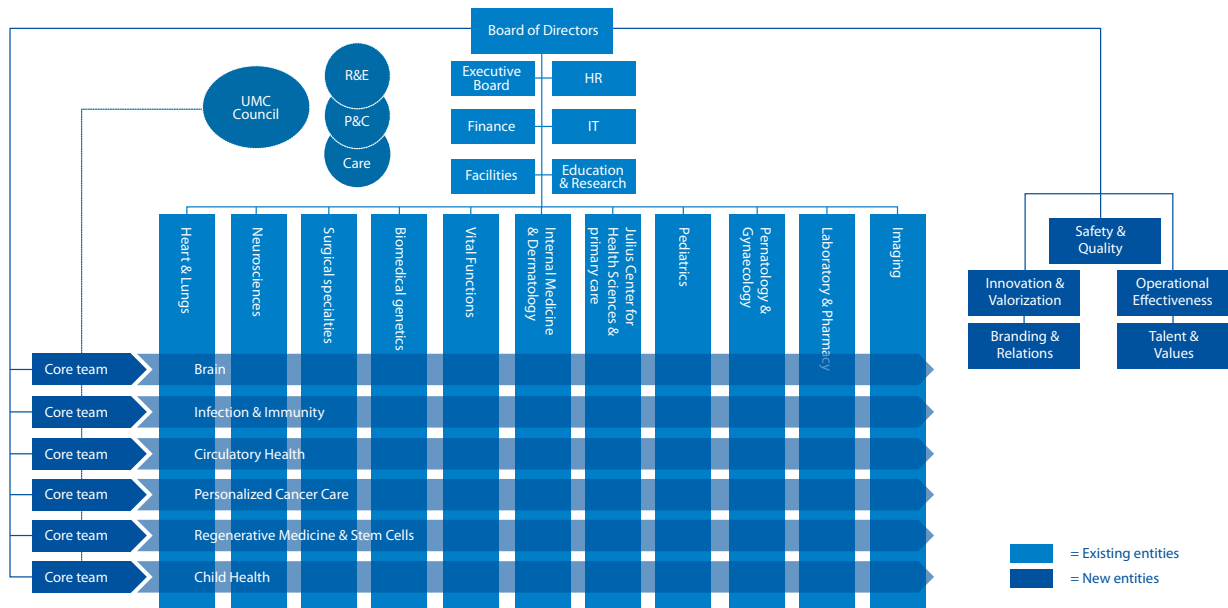 Board of Directors
R&E
UMC
Council
P&C
Care
Executive
Board
HR
Finance
IT
Facilities
Education
& Research
Heart & Lungs
Neurosciences
Surgical specialties
Biomedical genetics
Vital Functions
Internal Medicine
& Dermatology
Julius Center for
Health Sciences &
primary care
Pediatrics
Pernatology &
Gynaecology
Laboratory & Pharmacy
Imaging
Safety &
Quality
Innovation &
Valorization
Operational
Effectiveness
Branding &
Relations
Talent &
Values
Core team
Brain
Core team
Infection & Immunity
Core team
Circulatory Health
Core team
Personalized Cancer Care
Core team
Regenerative Medicine & Stem Cells
Core team
Child Health
= Existing entities
= New entities